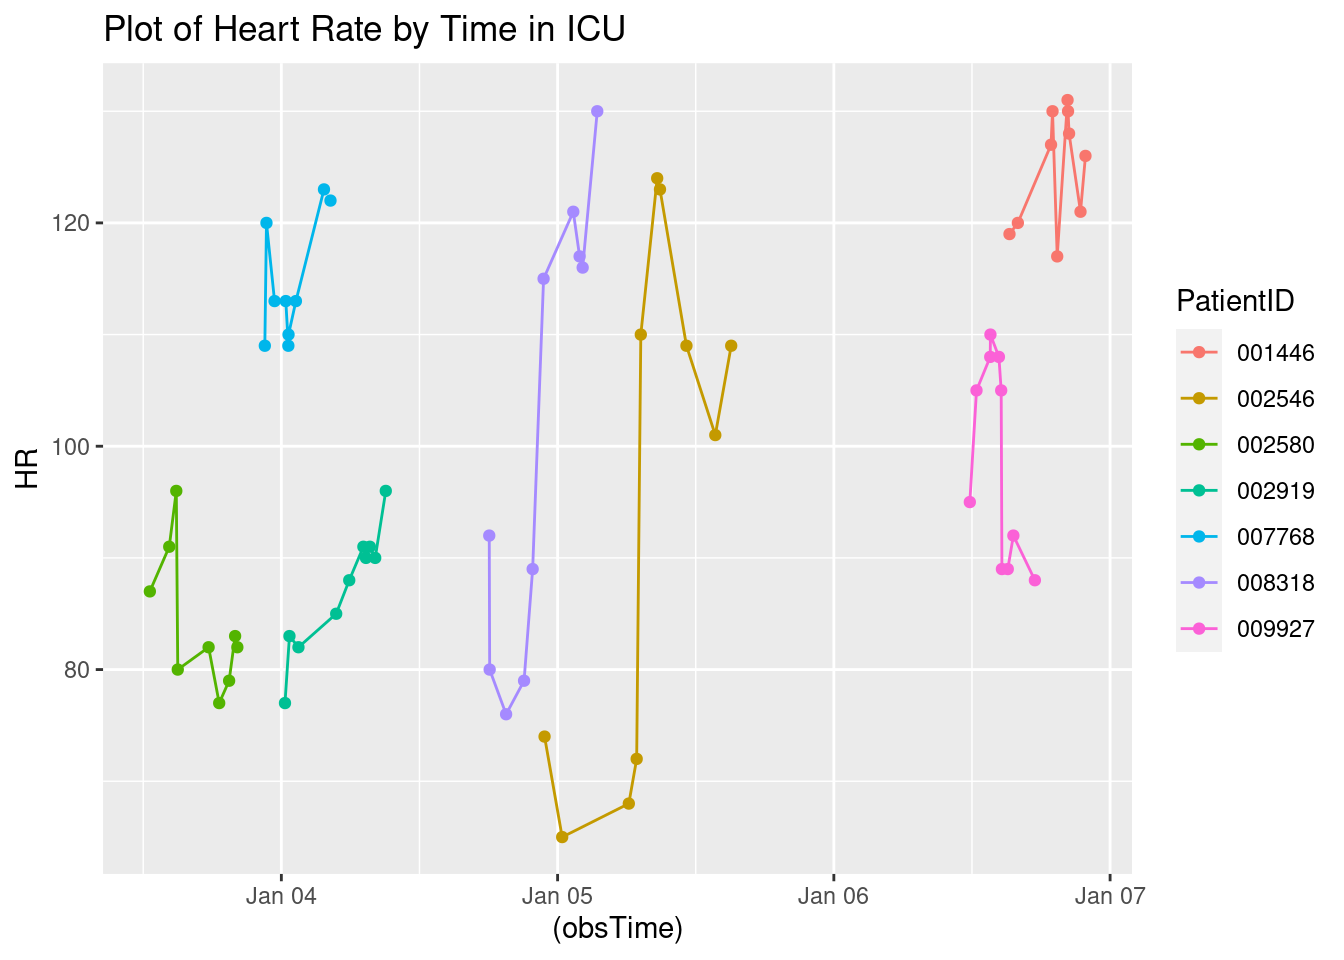 Plot of Heart Rate by Time in ICU
HR
120
100
80
Jan 04
Jan 05
Jan 06
Jan 07
(obsTime)
PatientID
001446
002546
002580
002919
007768
008318
009927